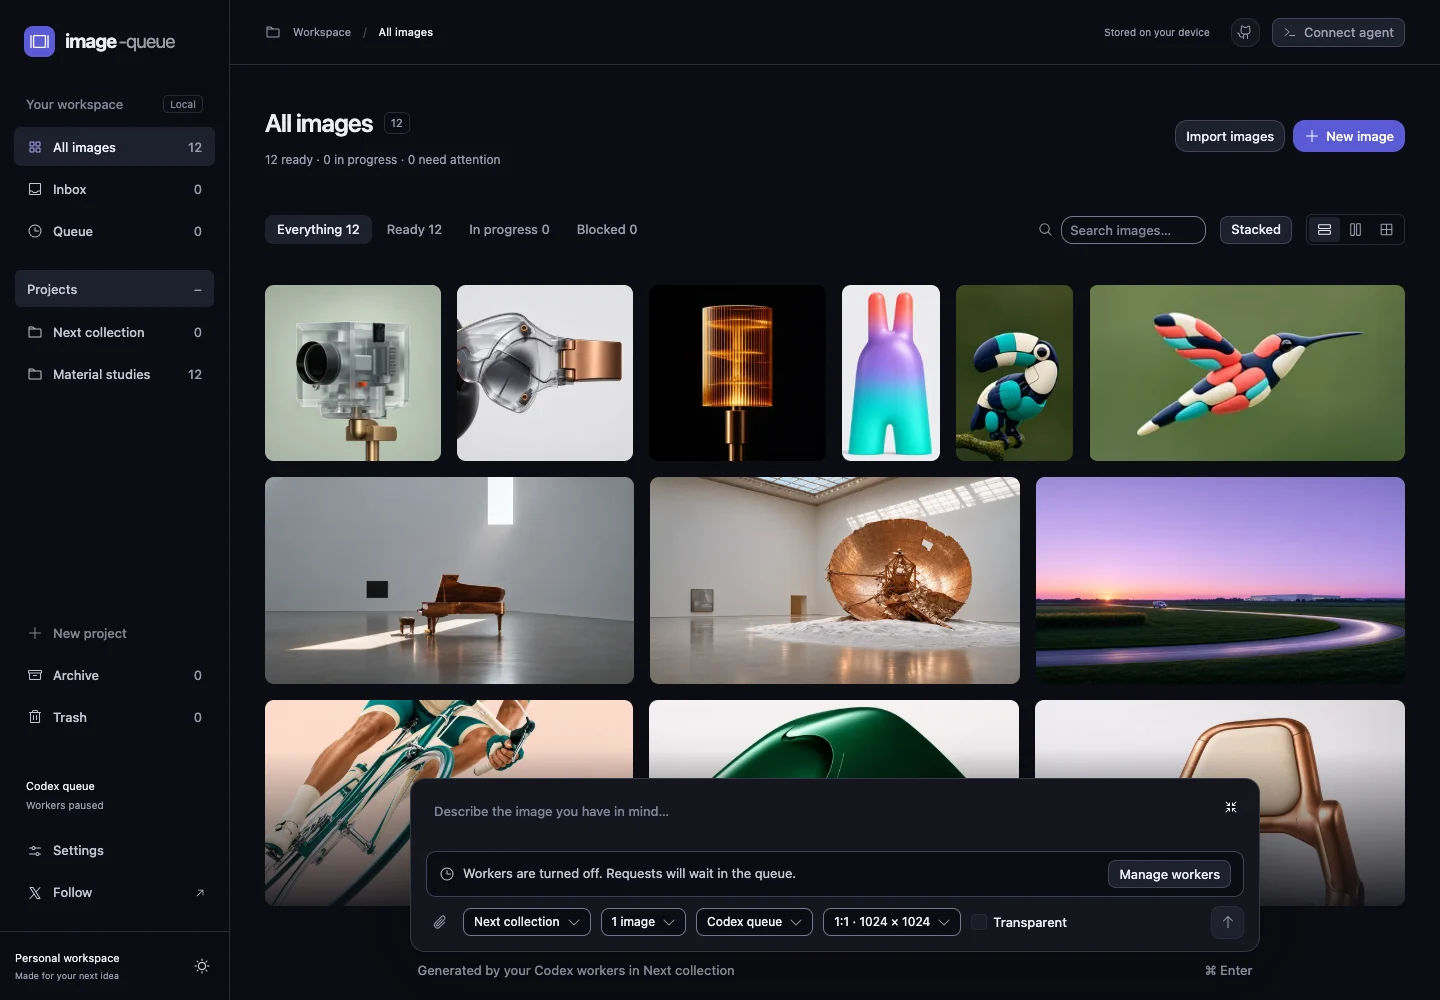 image-queue
Your workspace
Local
All images 12
Inbox 0
Queue 0
Projects –
Next collection 0
Material studies 12
New project
Archive 0
Trash 0
Codex queue
Workers paused
Settings
Follow
Personal workspace
Made for your next idea
Workspace / All images
Stored on your device
Connect agent
All images 12
12 ready · 0 in progress · 0 need attention
Import images
New image
Everything 12
Ready 12
In progress 0
Blocked 0
Search images...
Stacked
Describe the image you have in mind...
Workers are turned off. Requests will wait in the queue.
Manage workers
Next collection
1 image
Codex queue
1:1 · 1024 × 1024
Transparent
Generated by your Codex workers in Next collection
⌘ Enter